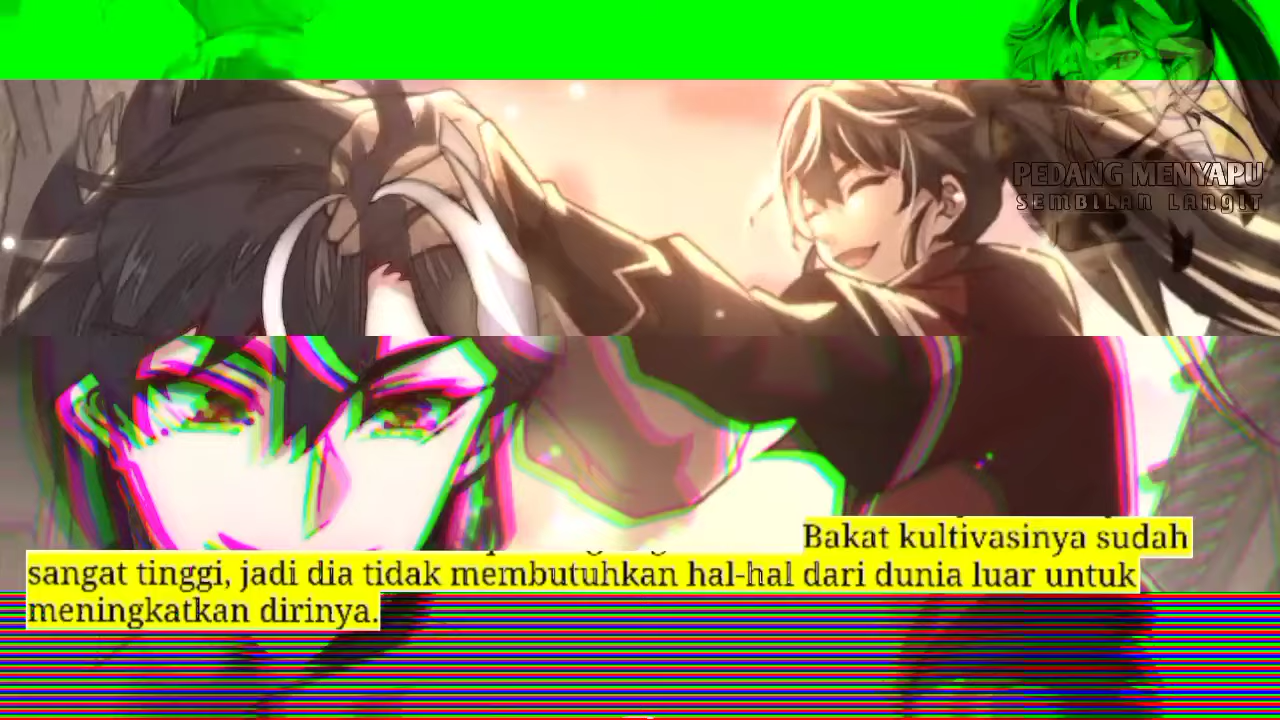 PEDANG MENYAPU
SEMBILAN LANGIT
Bakat kultivasinya sudah
sangat tinggi, jadi dia tidak membutuhkan hal-hal dari dunia luar untuk
meningkatkan dirinya.